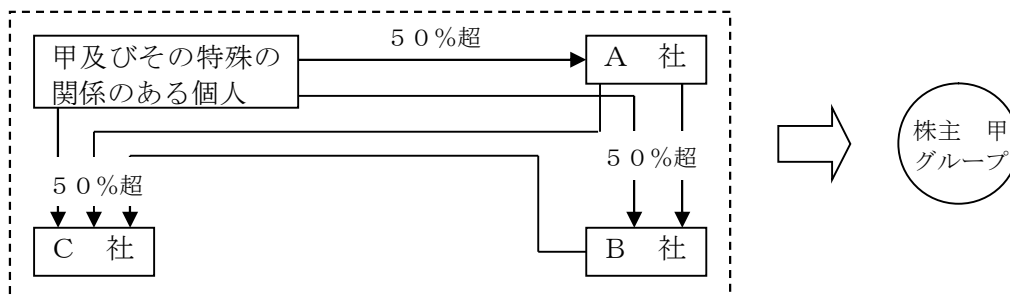 ５０％超
甲及びその特殊の
関係のある個人
Ａ　社
５０％超
５０％超
Ｃ　社
Ｂ　社
株主　甲
グループ